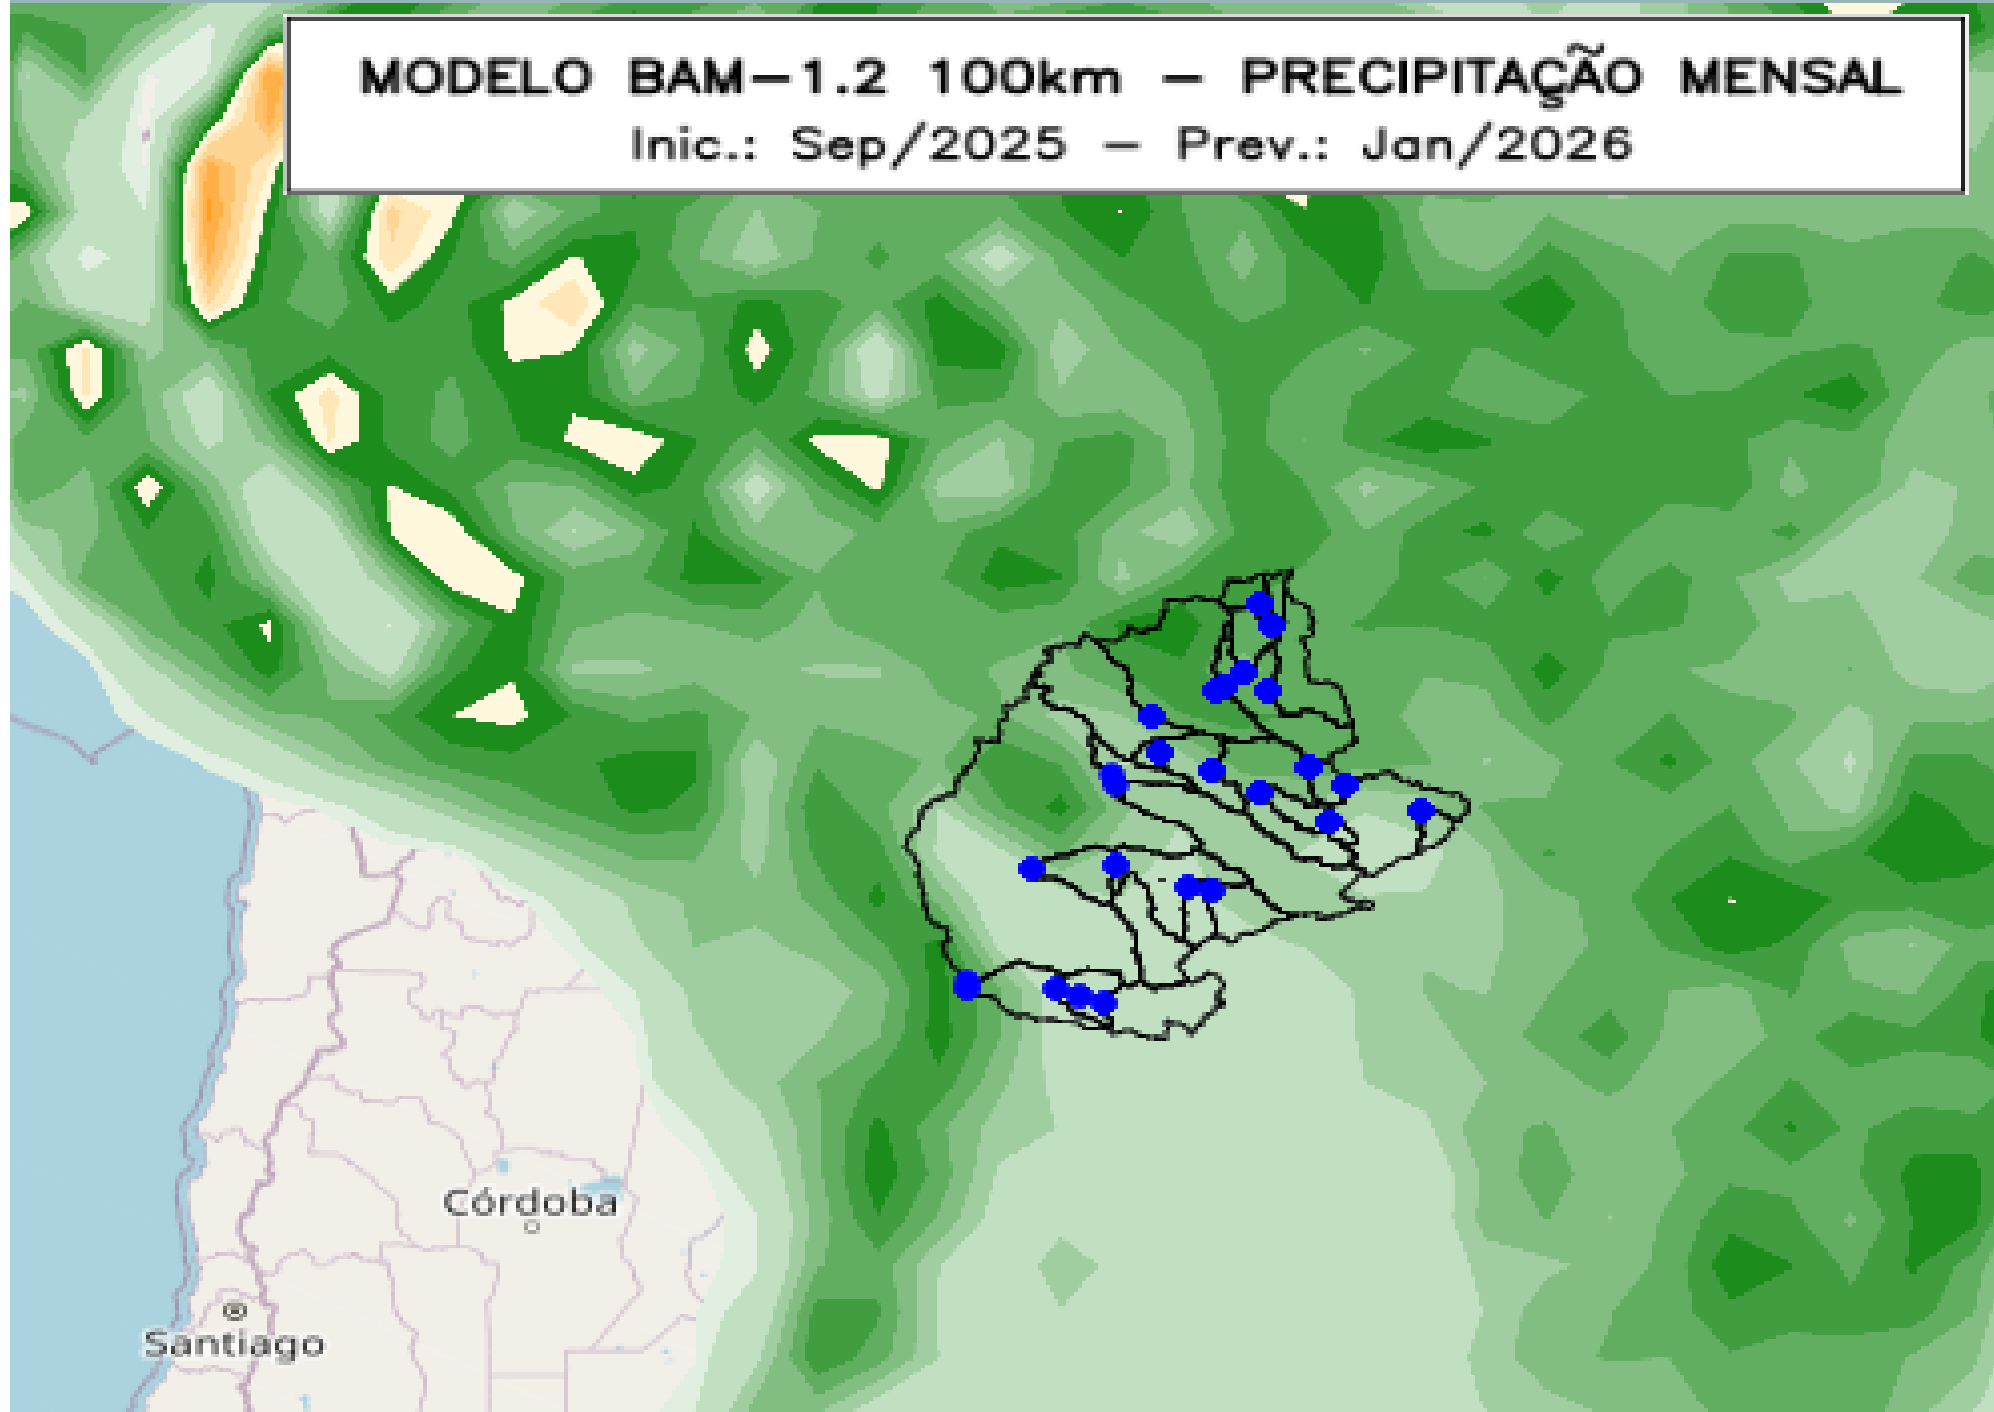 MODELO BAM-1.2 100km - PRECIPITAÇÃO MENSAL
Inic.: Sep/2025 - Prev.: Jan/2026
Córdoba
Santiago